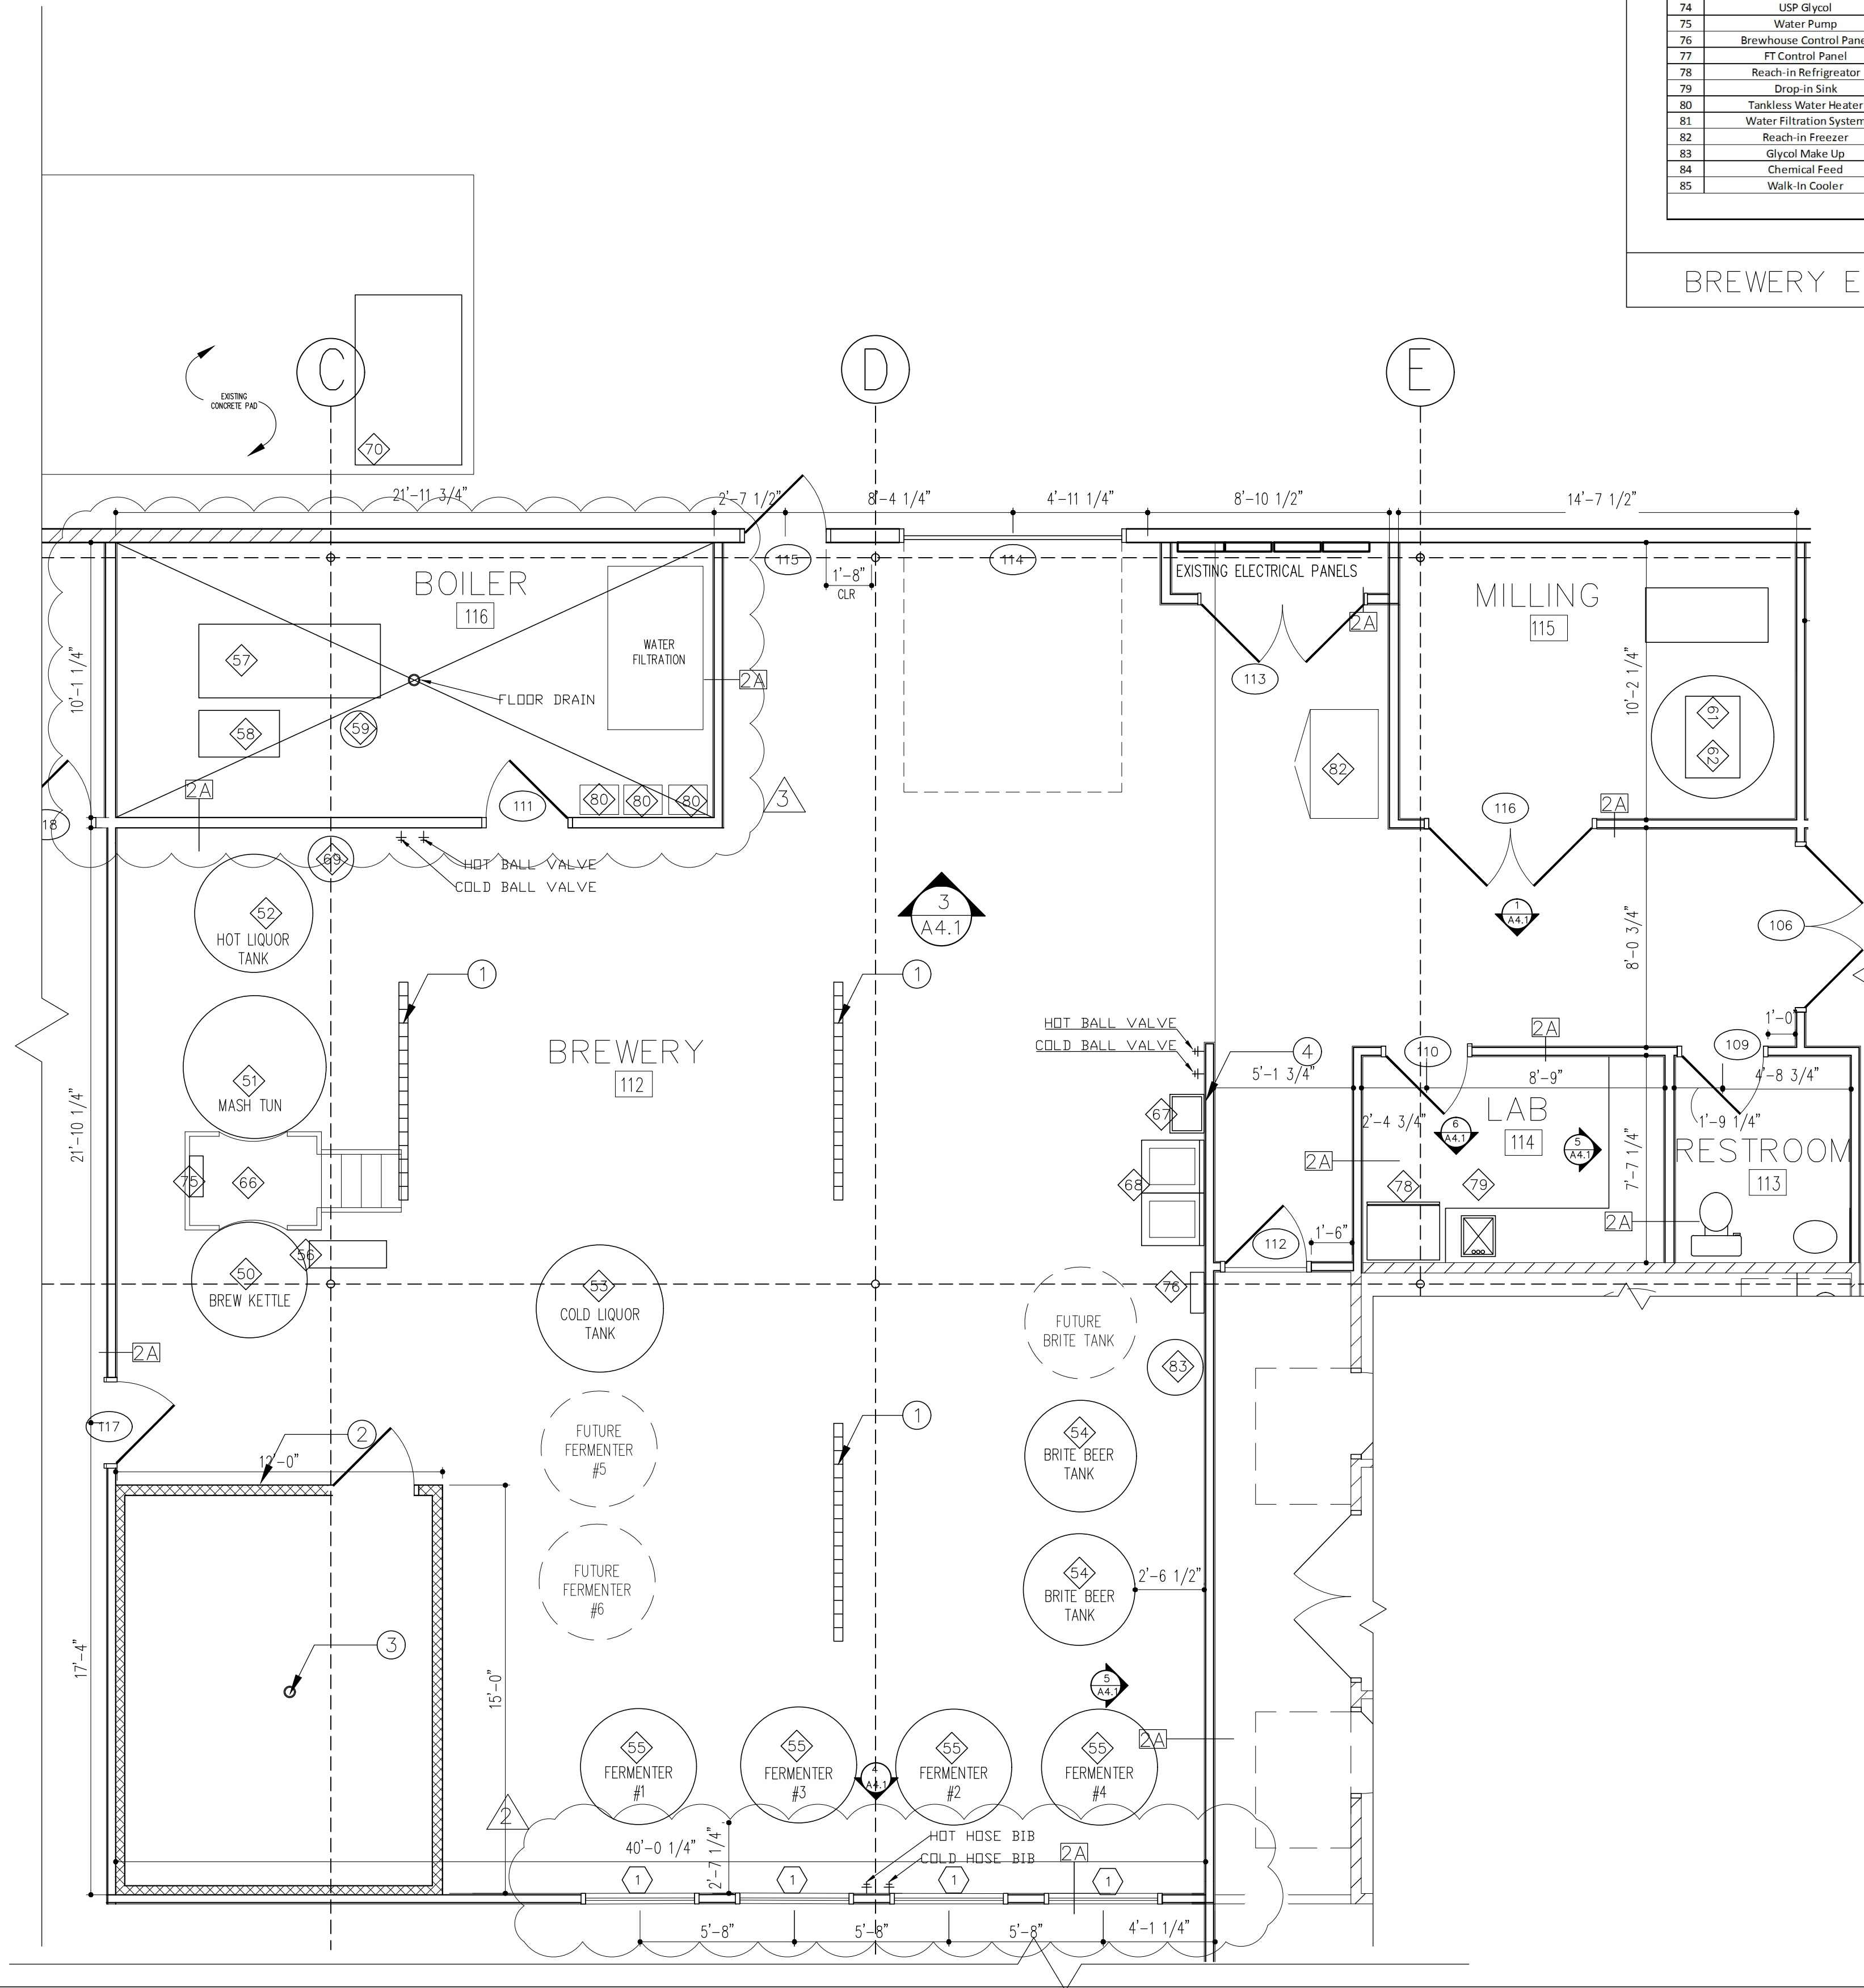 74 USP Glycol
75 Water Pump
76 Brewhouse Control Pane
77 FT Control Panel
78 Reach-in Refrigreator
79 Drop-in Sink
80 Tankless Water Heater
81 Water Filtration System
82 Reach-in Freezer
83 Glycol Make Up
84 Chemical Feed
85 Walk-In Cooler
BREWERY E
C
D
E
EXISTING
CONCRETE PAD
70
21'-11 3/4"
2'-7 1/2"
8'-4 1/4"
4'-11 1/4"
8'-10 1/2"
14'-7 1/2"
115
114
1'-8"
CLR
EXISTING ELECTRICAL PANELS
BOILER
116
MILLING
115
2A
WATER
FILTRATION
57
10'-1 1/4"
10'-2 1/4"
2A
113
FLOOR DRAIN
61
62
58
59
82
2A
80
80
80
111
3
116
2A
18
69
HOT BALL VALVE
COLD BALL VALVE
52
HOT LIQUOR
TANK
3
A4.1
1
A4.1
106
8'-0 3/4"
1
1
HOT BALL VALVE
COLD BALL VALVE
4
2A
1'-0"
BREWERY
112
110
109
5'-1 3/4"
8'-9"
4'-8 3/4"
51
MASH TUN
21'-10 1/4"
67
2'-4 3/4"
LAB
114
6
A4.1
5
A4.1
1'-9 1/4"
RESTROOM
113
7'-7 1/4"
2A
75
66
68
78
79
2A
56
50
BREW KETTLE
112
1'-6"
53
COLD LIQUOR
TANK
76
FUTURE
BRITE TANK
83
2A
117
2
12'-0"
1
FUTURE
FERMENTER
#5
54
BRITE BEER
TANK
FUTURE
FERMENTER
#6
54
BRITE BEER
TANK
2'-6 1/2"
3
17'-4"
15'-0"
5
A4.1
2A
55
FERMENTER
#1
55
FERMENTER
#3
4
A4.1
55
FERMENTER
#2
55
FERMENTER
#4
2
40'-0 1/4"
2'-7 1/4"
HOT HOSE BIB
COLD HOSE BIB
2A
1
1
1
1
5'-8"
5'-8"
5'-8"
4'-1 1/4"